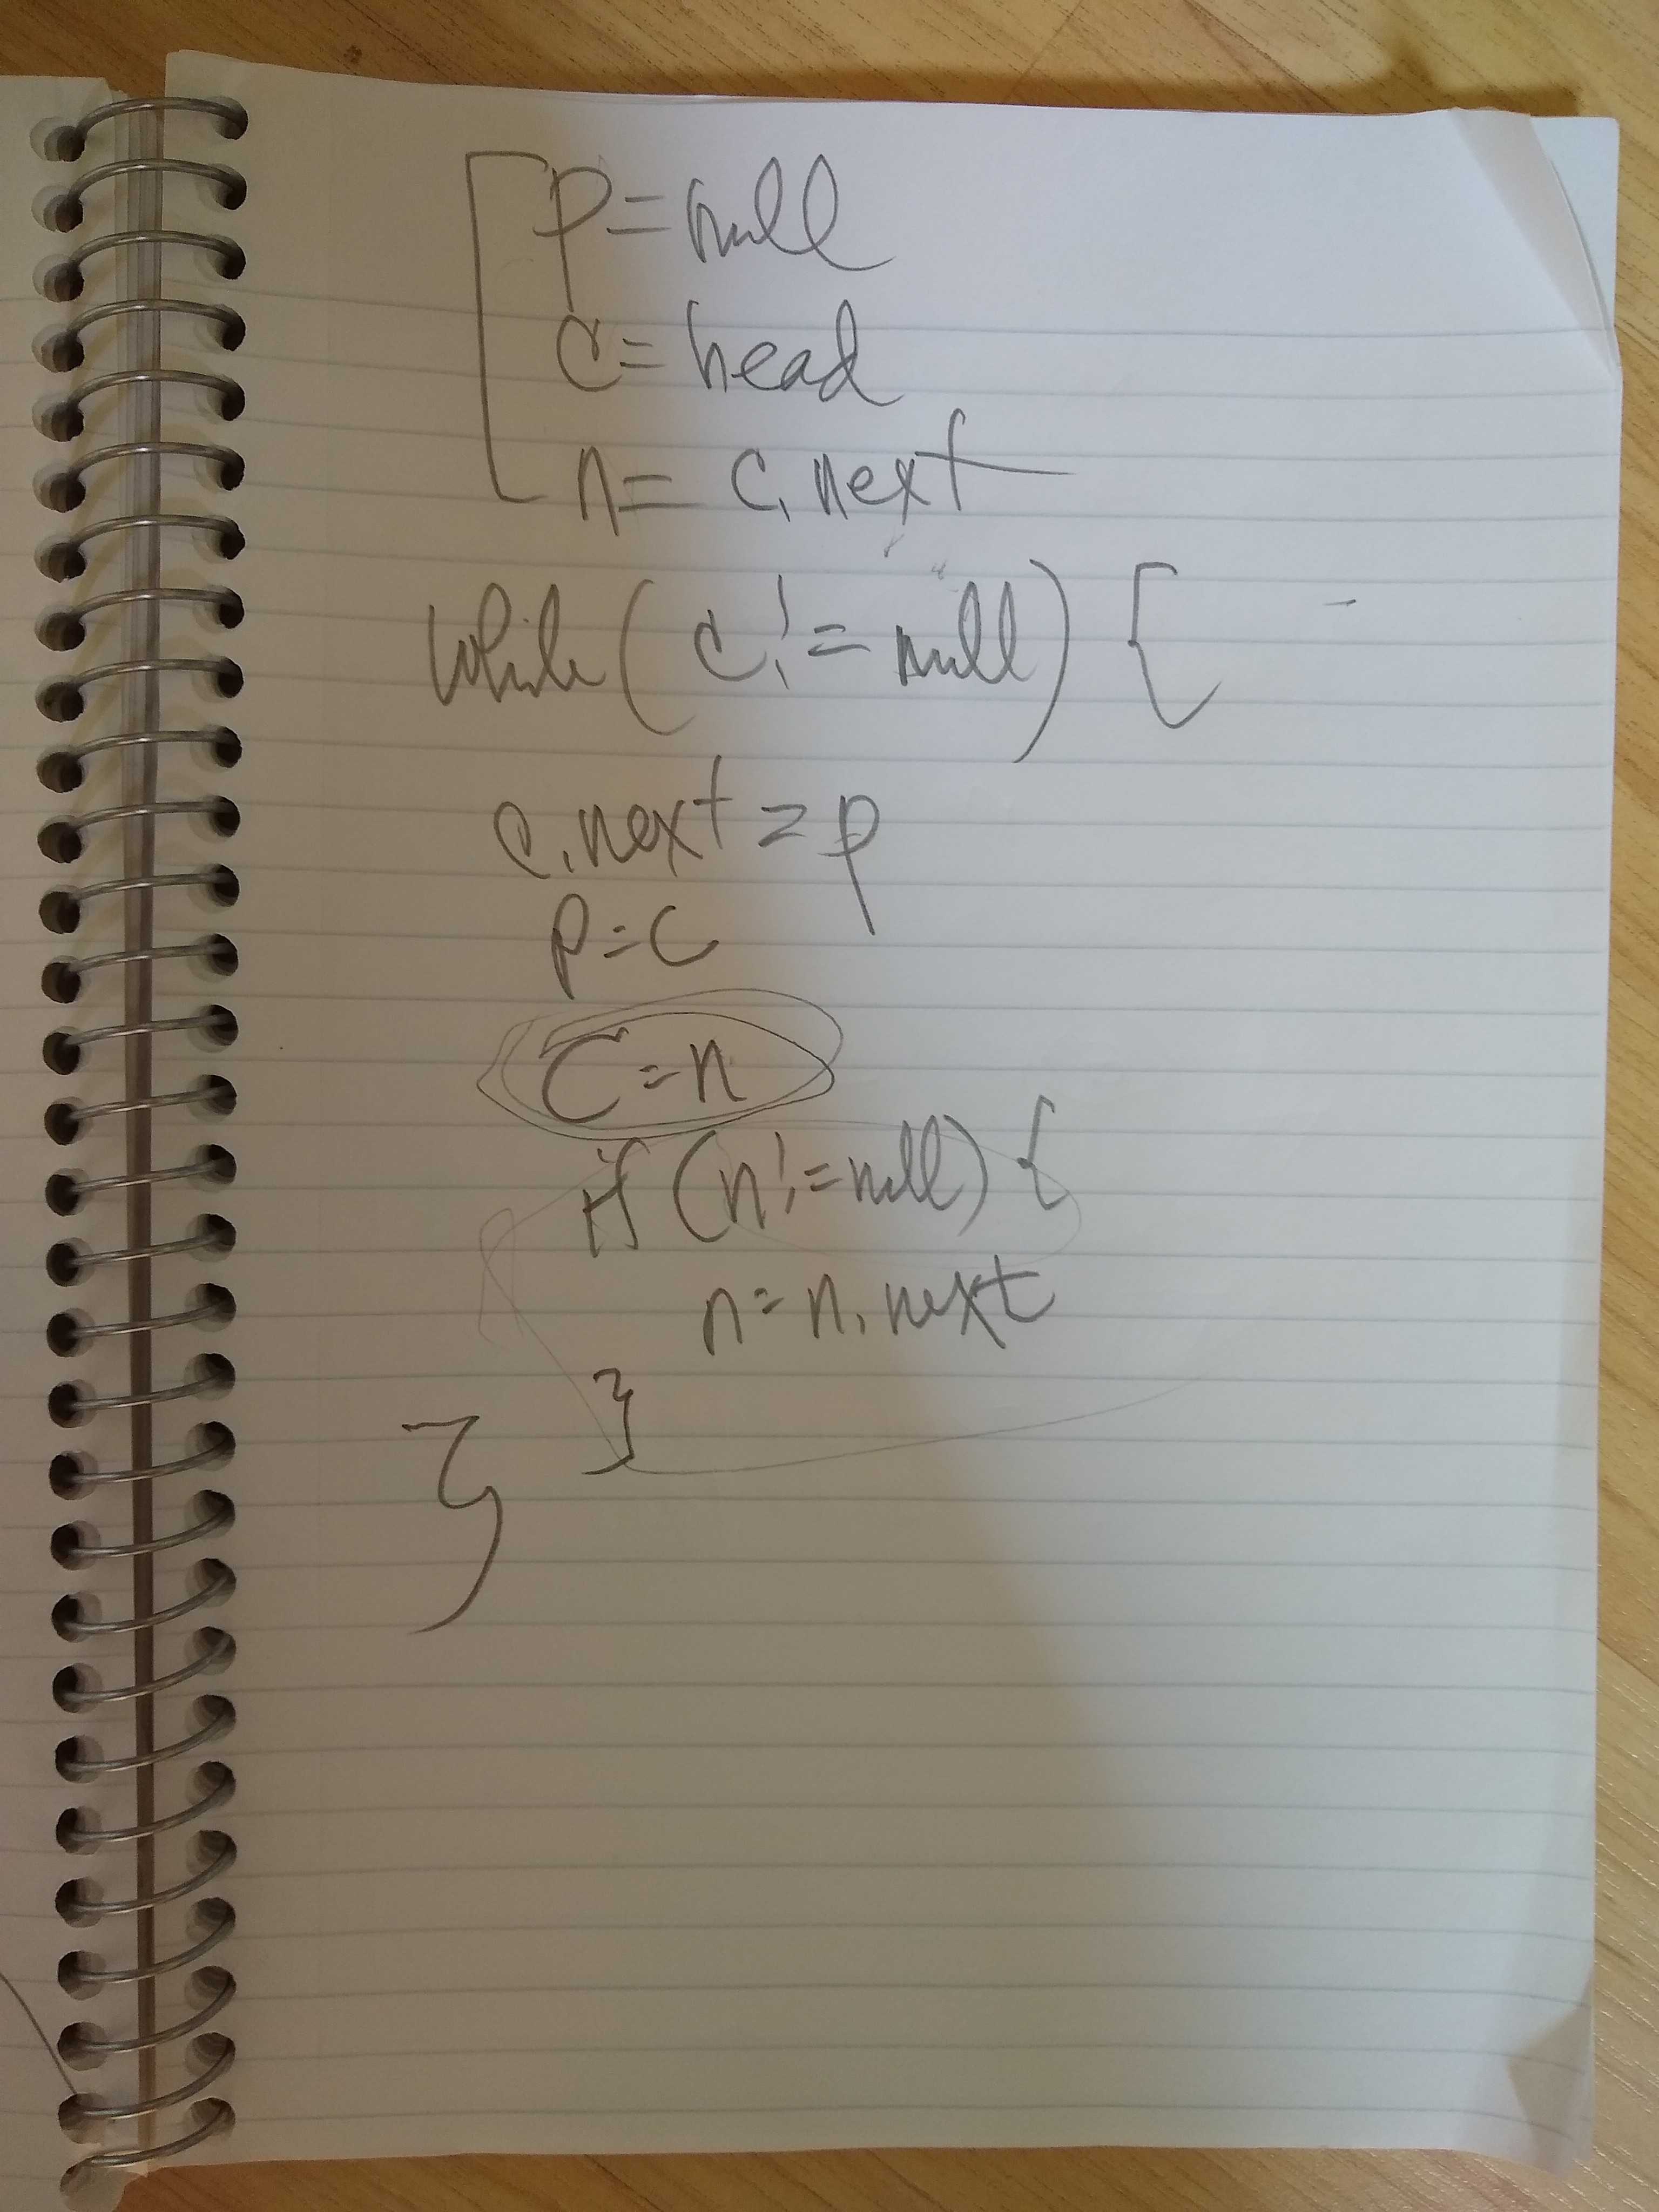 p=null
c=head
n= c.next
while(c!=null) {
c.next = p
p=c
c=n
if (n!=null) {
n=n.next
}
}